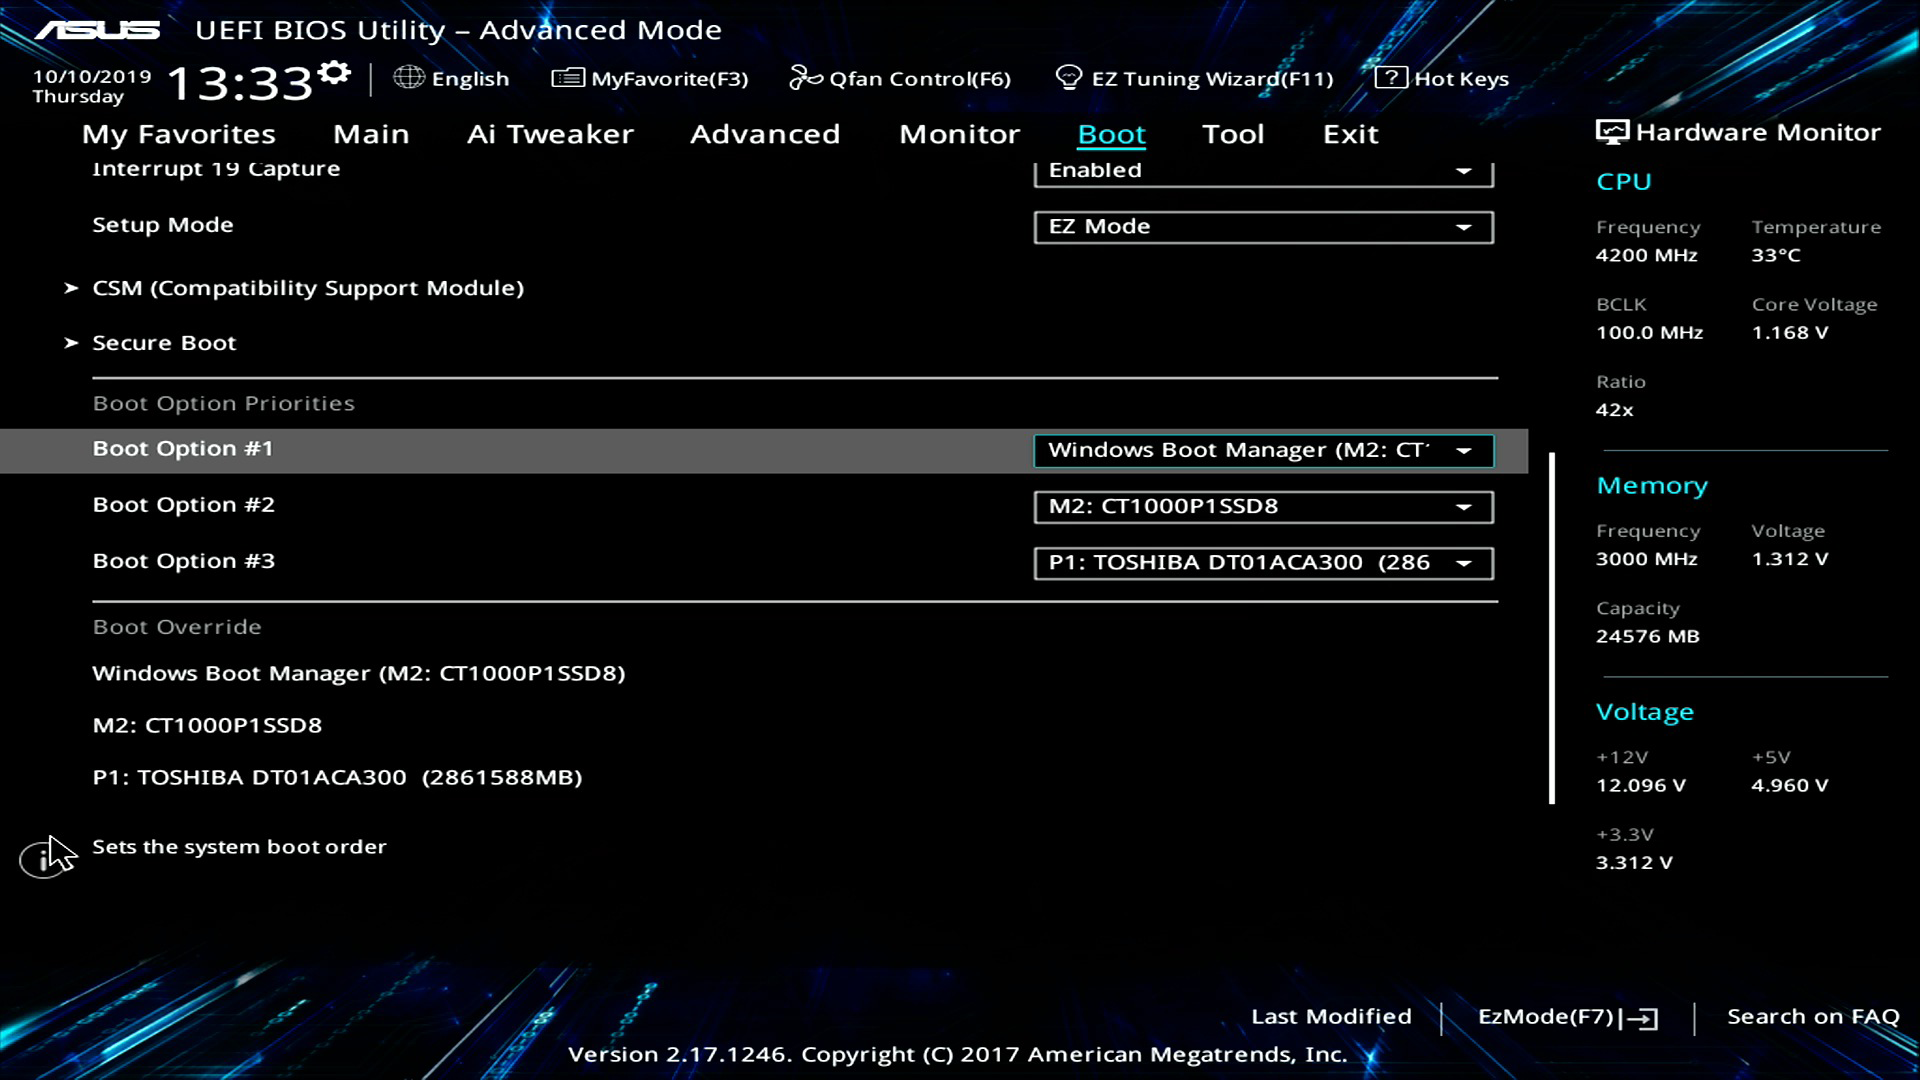 ASUS UEFI BIOS Utility – Advanced Mode
10/10/2019
Thursday
13:33
English MyFavorite(F3) Qfan Control(F6) EZ Tuning Wizard(F11) ? Hot Keys
My Favorites Main Ai Tweaker Advanced Monitor Boot Tool Exit
Interrupt 19 Capture Enabled
Setup Mode EZ Mode
CSM (Compatibility Support Module)
Secure Boot
Boot Option Priorities
Boot Option #1 Windows Boot Manager (M2: CT
Boot Option #2 M2: CT1000P1SSD8
Boot Option #3 P1: TOSHIBA DT01ACA300 (286
Boot Override
Windows Boot Manager (M2: CT1000P1SSD8)
M2: CT1000P1SSD8
P1: TOSHIBA DT01ACA300 (2861588MB)
Sets the system boot order
Hardware Monitor
CPU
Frequency Temperature
4200 MHz 33°C
BCLK Core Voltage
100.0 MHz 1.168 V
Ratio
42x
Memory
Frequency Voltage
3000 MHz 1.312 V
Capacity
24576 MB
Voltage
+12V +5V
12.096 V 4.960 V
+3.3V
3.312 V
Last Modified EzMode(F7) Search on FAQ
Version 2.17.1246. Copyright (C) 2017 American Megatrends, Inc.